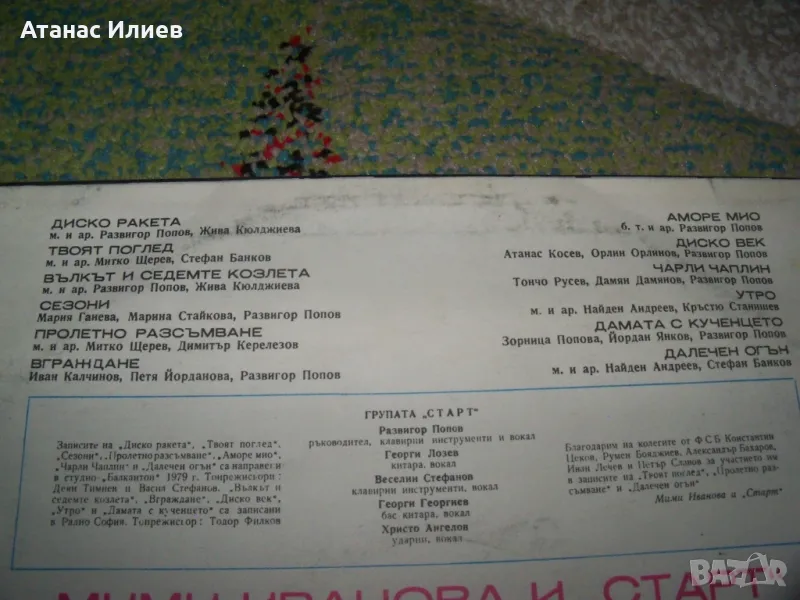 Атанас Илиев
ДИСКО РАКЕТА
м. и ар. Развигор Попов, Жива Кюлджиева
ТВОЯТ ПОГЛЕД
м. и ар. Митко Щерев, Стефан Банков
ВЪЛКЪТ И СЕДЕМТЕ КОЗЛЕТА
м. и ар. Развигор Попов, Жива Кюлджиева
СЕЗОНИ
Мария Ганева, Марина Стайкова, Развигор Попов
ПРОЛЕТНО РАЗСЪМВАНЕ
м. и ар. Митко Щерев, Димитър Керелезов
ВГРАЖДАНЕ
Иван Калчинов, Петя Йорданова, Развигор Попов
АМОРЕ МИО
б. т. и ар. Развигор Попов
ДИСКО ВЕК
Атанас Косев, Орлин Орлинов, Развигор Попов
ЧАРЛИ ЧАПЛИН
Тончо Русев, Дамян Дамянов, Развигор Попов
УТРО
м. и ар. Найден Андреев, Кръстю Станишев
ДАМАТА С КУЧЕНЦЕТО
Зорница Попова, Йордан Янков, Развигор Попов
ДАЛЕЧЕН ОГЪН
м. и ар. Найден Андреев, Стефан Банков
Записите на „Диско ракета", „Твоят поглед",
„Сезони", „Пролетно разсъмване", „Аморе мио",
„Чарли Чаплин" и „Далечен огън" са направени
в студио „Балкантон" 1979 г. Тонрежисьори:
Деян Тимнев и Васил Стефанов. „Вълкът и
седемте козлета", „Вграждане", „Диско век",
„Утро" и „Дамата с кученцето" са записани
в Радио София. Тонрежисьор: Тодор Филков
ГРУПАТА „СТАРТ"
Развигор Попов
ръководител, клавирни инструменти и вокал
Георги Лозев
китара, вокал
Веселин Стефанов
клавирни инструменти, вокал
Георги Георгиев
бас китара, вокал
Христо Ангелов
ударни, вокал
Благодарим на колегите от ФСБ Константин
Цеков, Румен Бояджиев, Александър Бахаров,
Иван Лечев и Петър Славов за участието им
в записите на „Твоят поглед", „Пролетно раз-
съмване" и „Далечен огън"
Мими Иванова и „Старт"
МИМИ ИВАНОВА И „СТАРТ
BAZAR
bg